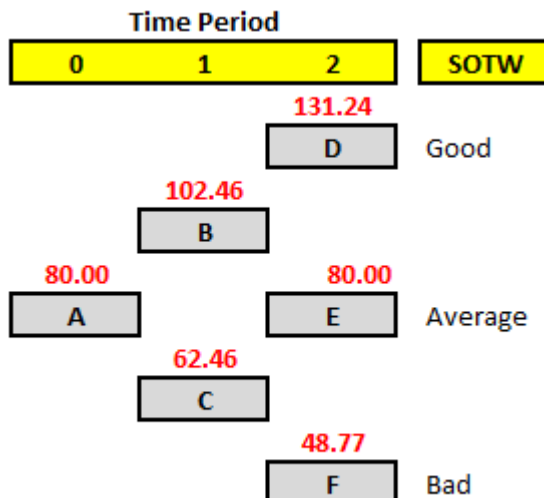 Time Period
0 1 2 SOTW
131.24
D Good
102.46
B
80.00 80.00
A E Average
62.46
C
48.77
F Bad